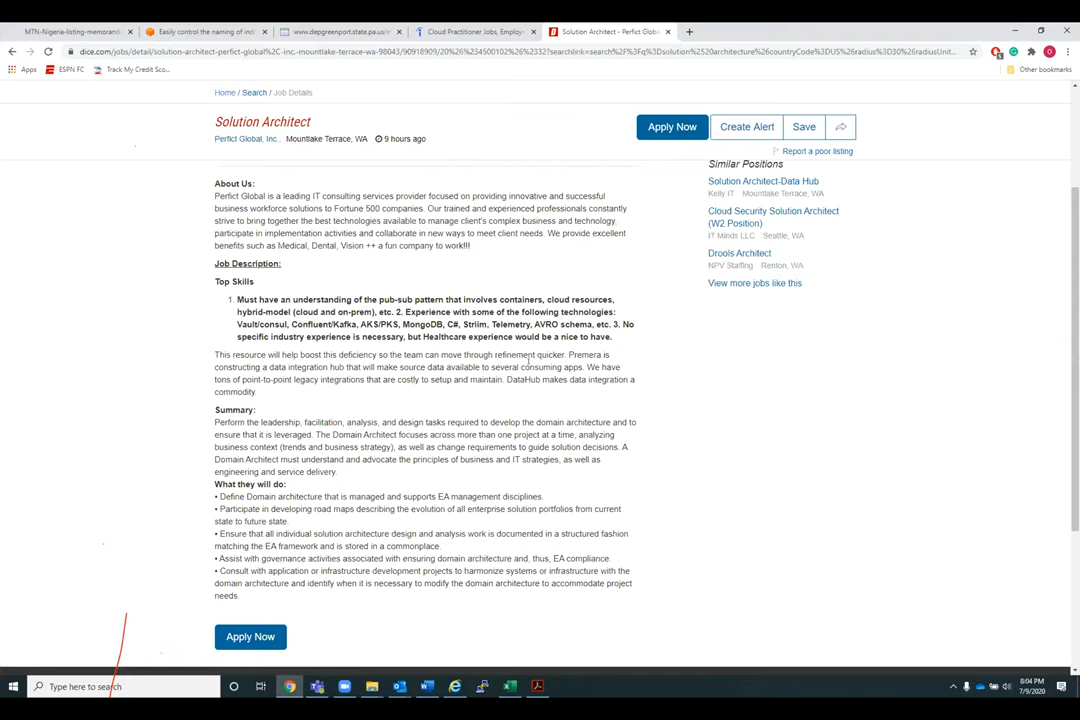 MTN-Nigeria-listing-memorand
Easily control the naming of ind
www.depgreenport.state.pa.us/e
Cloud Practitioner Jobs, Employ
Solution Architect - Perfict Glob
dice.com/jobs/detail/solution-architect-perfict-global%2C-inc.-mountlake-terrace-wa-98043/90918909/20%26%234500102%26%2332?searchlink=search%2F%3Fq%3Dsolution%2520architecture%26countryCode%3DUS%26radius%3D30%26radiusUnit...
Apps
ESPN FC
Track My Credit Sco...
Other bookmarks
Home / Search / Job Details
Solution Architect
Perfict Global, Inc., Mountlake Terrace, WA 9 hours ago
Apply Now
Create Alert
Save
Report a poor listing
About Us:
Perfict Global is a leading IT consulting services provider focused on providing innovative and successful
business workforce solutions to Fortune 500 companies. Our trained and experienced professionals constantly
strive to bring together the best technologies available to manage client's complex business and technology,
participate in implementation activities and collaborate in new ways to meet client needs. We provide excellent
benefits such as Medical, Dental, Vision ++ a fun company to work!!!
Job Description:
Top Skills
1. Must have an understanding of the pub-sub pattern that involves containers, cloud resources,
hybrid-model (cloud and on-prem), etc. 2. Experience with some of the following technologies:
Vault/consul, Confluent/Kafka, AKS/PKS, MongoDB, C#, Striim, Telemetry, AVRO schema, etc. 3. No
specific industry experience is necessary, but Healthcare experience would be a nice to have.
This resource will help boost this deficiency so the team can move through refinement quicker. Premera is
constructing a data integration hub that will make source data available to several consuming apps. We have
tons of point-to-point legacy integrations that are costly to setup and maintain. DataHub makes data integration a
commodity.
Summary:
Perform the leadership, facilitation, analysis, and design tasks required to develop the domain architecture and to
ensure that it is leveraged. The Domain Architect focuses across more than one project at a time, analyzing
business context (trends and business strategy), as well as change requirements to guide solution decisions. A
Domain Architect must understand and advocate the principles of business and IT strategies, as well as
engineering and service delivery.
What they will do:
• Define Domain architecture that is managed and supports EA management disciplines.
• Participate in developing road maps describing the evolution of all enterprise solution portfolios from current
state to future state.
• Ensure that all individual solution architecture design and analysis work is documented in a structured fashion
matching the EA framework and is stored in a commonplace.
• Assist with governance activities associated with ensuring domain architecture and, thus, EA compliance.
• Consult with application or infrastructure development projects to harmonize systems or infrastructure with the
domain architecture and identify when it is necessary to modify the domain architecture to accommodate project
needs.
Apply Now
Similar Positions
Solution Architect-Data Hub
Kelly IT Mountlake Terrace, WA
Cloud Security Solution Architect
(W2 Position)
IT Minds LLC Seattle, WA
Drools Architect
NPV Staffing Renton, WA
View more jobs like this
Type here to search
8:04 PM
7/9/2020